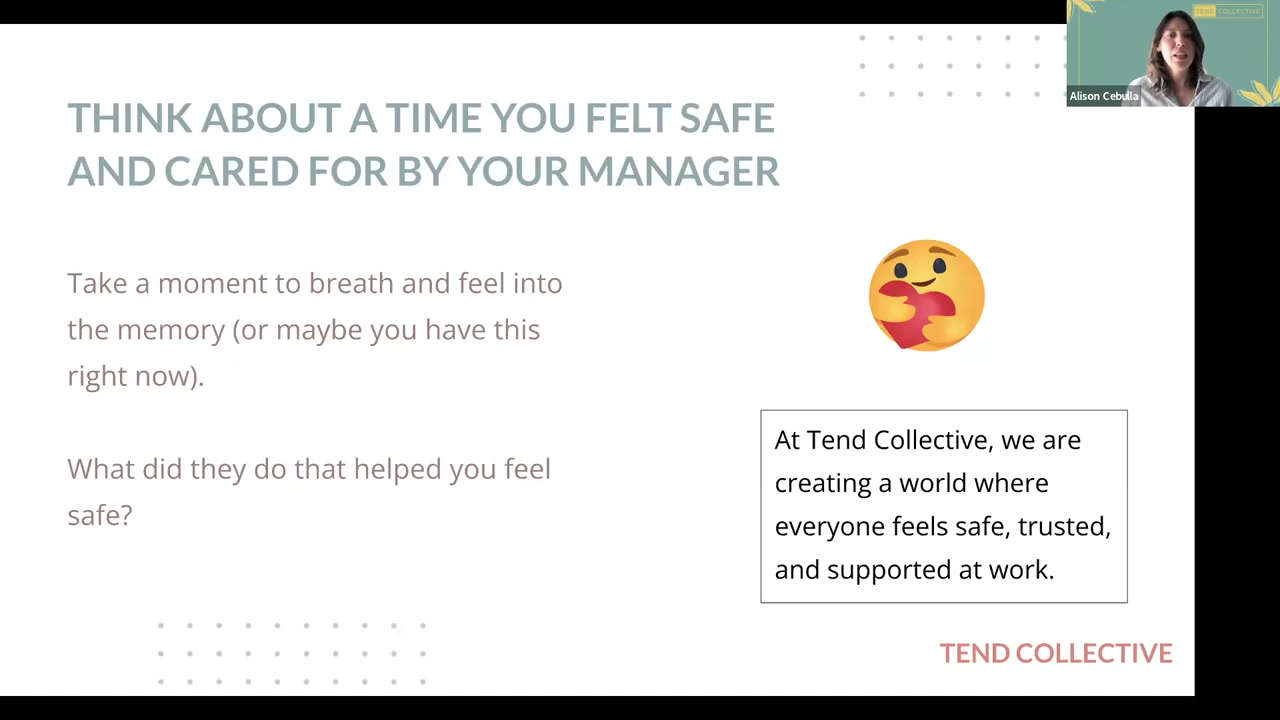 TEND COLLECTIVE
Alison Cebulla
THINK ABOUT A TIME YOU FELT SAFE
AND CARED FOR BY YOUR MANAGER
Take a moment to breath and feel into
the memory (or maybe you have this
right now).
What did they do that helped you feel
safe?
At Tend Collective, we are
creating a world where
everyone feels safe, trusted,
and supported at work.
TEND COLLECTIVE